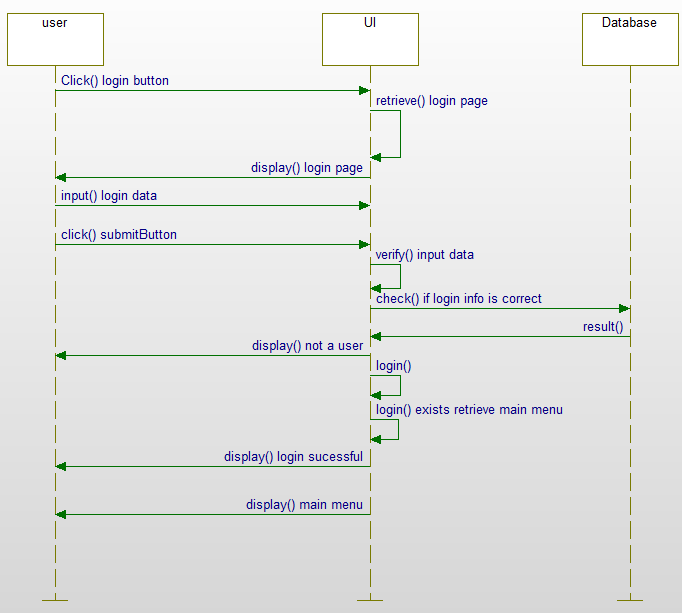 user
UI
Database
Click() login button
retrieve() login page
display() login page
input() login data
click() submitButton
verify() input data
check() if login info is correct
result()
display() not a user
login()
login() exists retrieve main menu
display() login sucessful
display() main menu